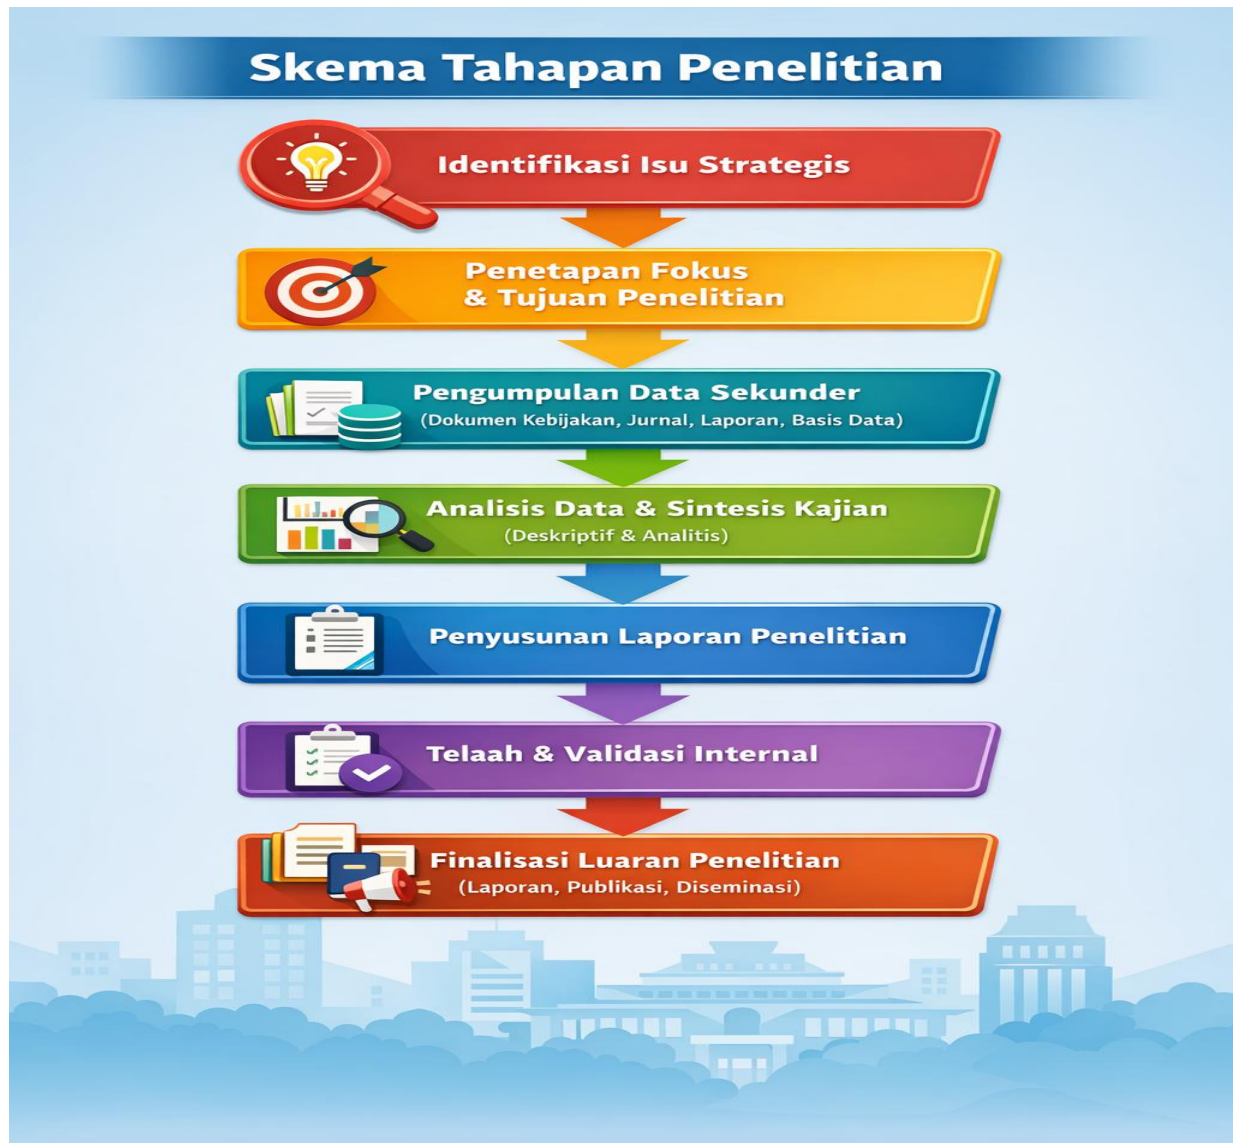 Skema Tahapan Penelitian
Identifikasi Isu Strategis
Penetapan Fokus
& Tujuan Penelitian
Pengumpulan Data Sekunder
(Dokumen Kebijakan, Jurnal, Laporan, Basis Data)
Analisis Data & Sintesis Kajian
(Deskriptif & Analitis)
Penyusunan Laporan Penelitian
Telaah & Validasi Internal
Finalisasi Luaran Penelitian
(Laporan, Publikasi, Diseminasi)